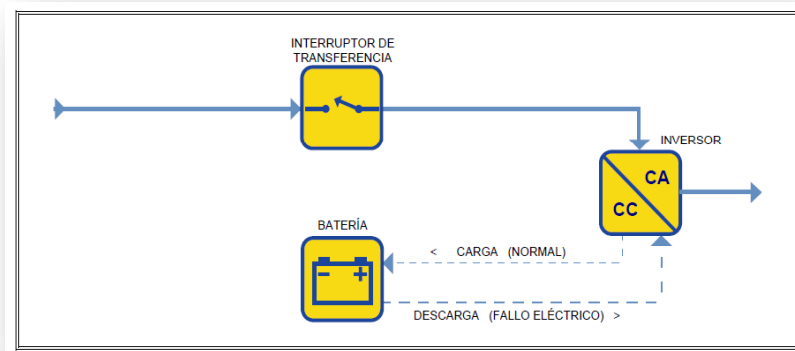 INTERRUPTOR DE
TRANSFERENCIA
INVERSOR
CA
CC
BATERÍA
< CARGA (NORMAL)
DESCARGA (FALLO ELÉCTRICO) >